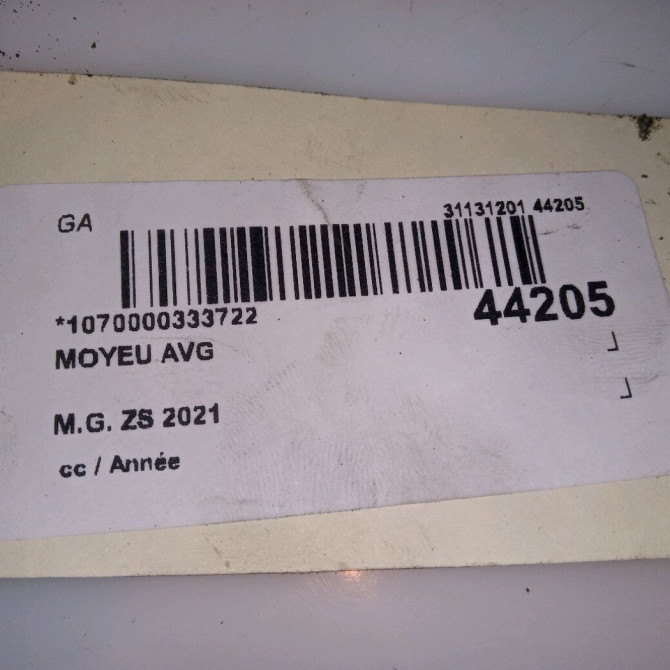 GA
31131201 44205
*1070000333722
44205
MOYEU AVG
M.G. ZS 2021
cc / Année